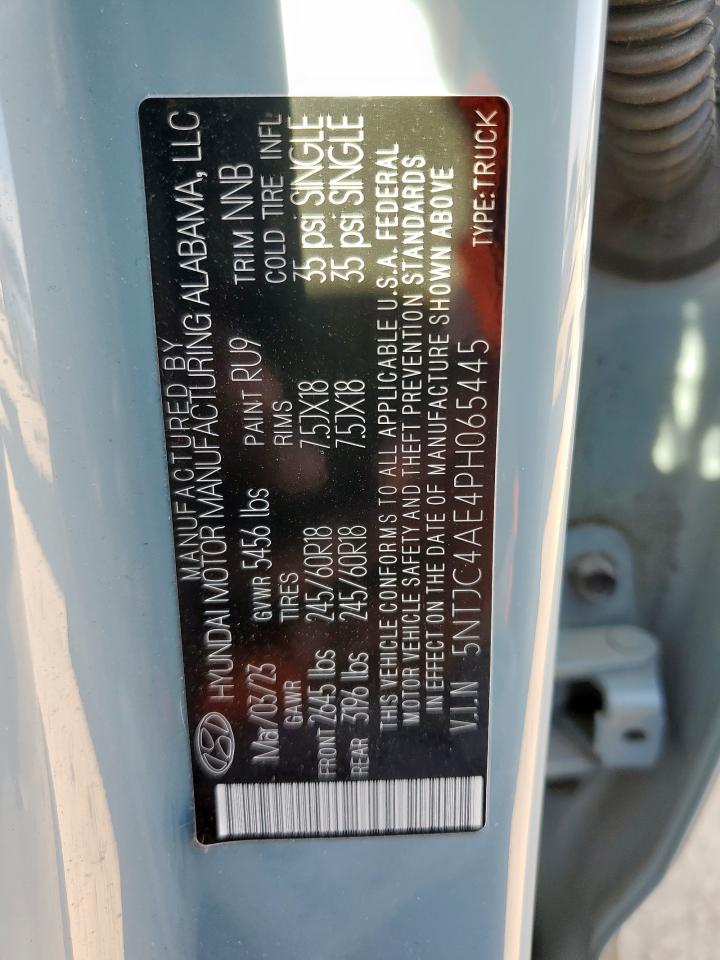 MANUFACTURED BY
HYUNDAI MOTOR MANUFACTURING ALABAMA, LLC
Mar/03/23 GVWR 5456 lbs PAINT RU9 TRIM NNB
GAWR TIRES RIMS COLD TIRE INFL
FRONT 2645 lbs 245/60R18 7.5JX18 35 psi SINGLE
REAR 3196 lbs 245/60R18 7.5JX18 35 psi SINGLE
THIS VEHICLE CONFORMS TO ALL APPLICABLE U.S.A. FEDERAL
MOTOR VEHICLE SAFETY AND THEFT PREVENTION STANDARDS
IN EFFECT ON THE DATE OF MANUFACTURE SHOWN ABOVE
V.I.N 5NTJC4AE4PH065445 TYPE:TRUCK